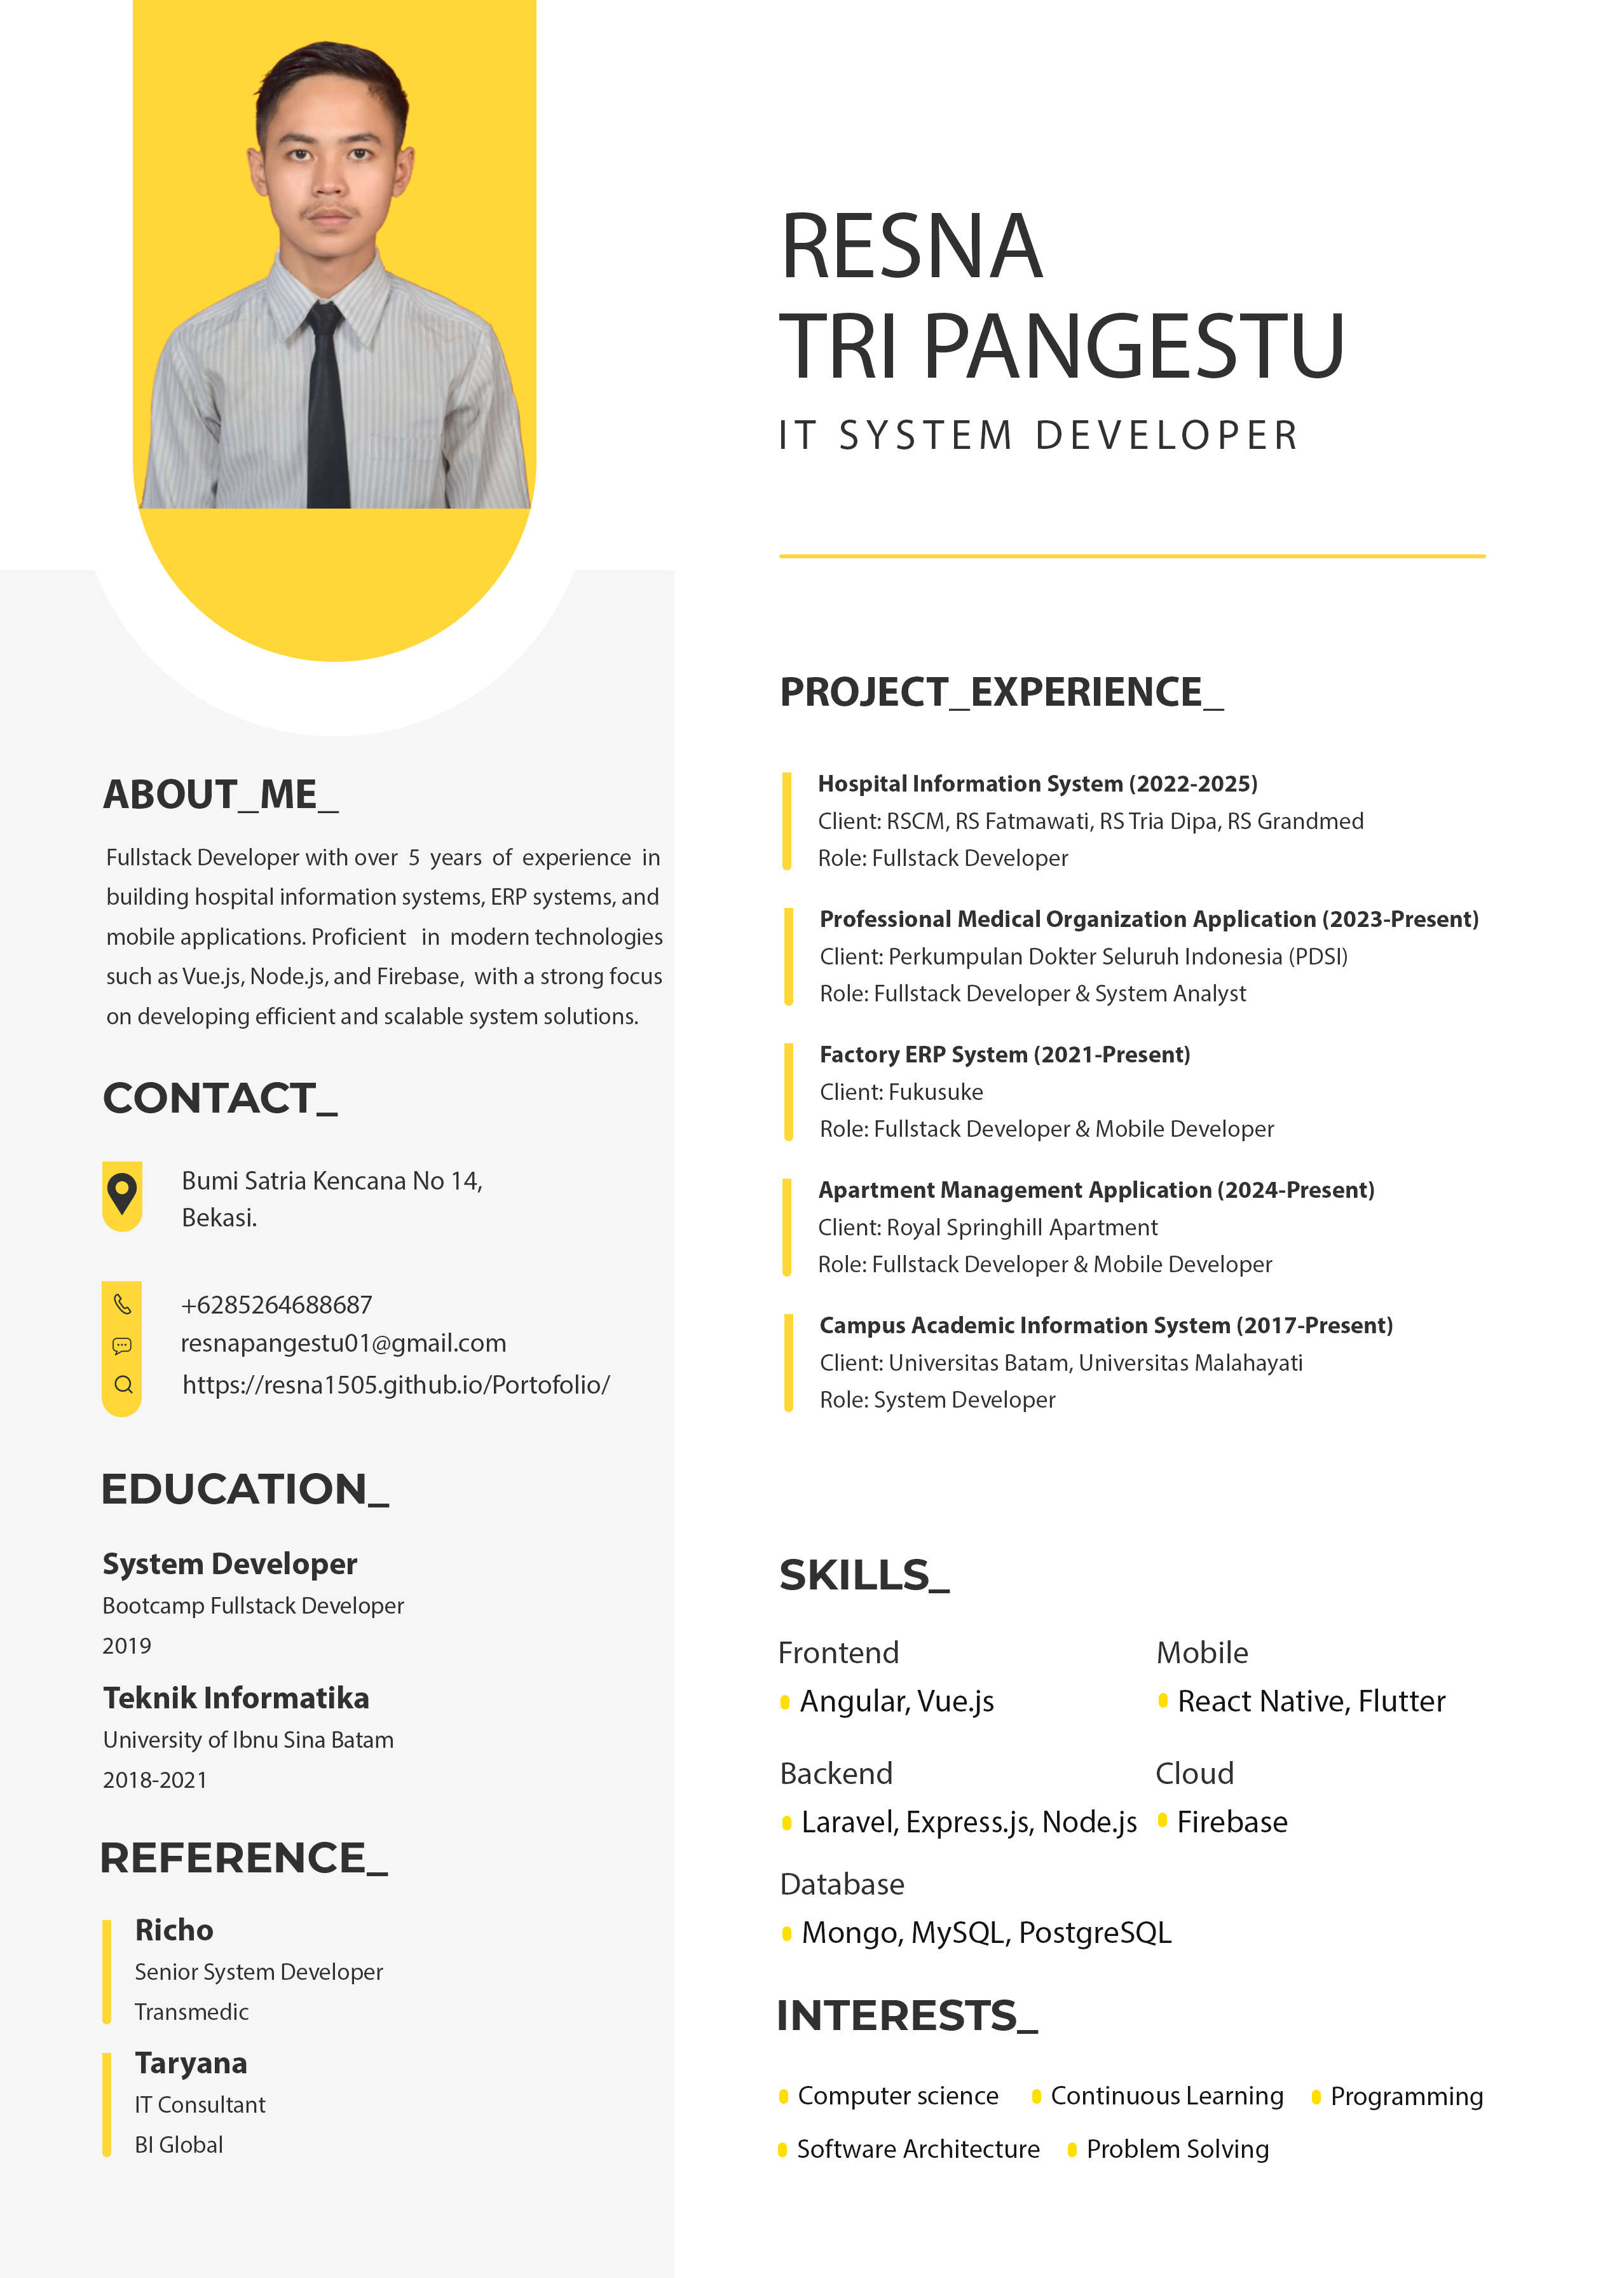 RESNA
TRI PANGESTU
IT SYSTEM DEVELOPER
ABOUT_ME_
Fullstack Developer with over 5 years of experience in
building hospital information systems, ERP systems, and
mobile applications. Proficient in modern technologies
such as Vue.js, Node.js, and Firebase, with a strong focus
on developing efficient and scalable system solutions.
CONTACT_
Bumi Satria Kencana No 14,
Bekasi.
+6285264688687
resnapangestu01@gmail.com
https://resna1505.github.io/Portofolio/
EDUCATION_
System Developer
Bootcamp Fullstack Developer
2019
Teknik Informatika
University of Ibnu Sina Batam
2018-2021
REFERENCE_
Richo
Senior System Developer
Transmedic
Taryana
IT Consultant
BI Global
PROJECT_EXPERIENCE_
Hospital Information System (2022-2025)
Client: RSCM, RS Fatmawati, RS Tria Dipa, RS Grandmed
Role: Fullstack Developer
Professional Medical Organization Application (2023-Present)
Client: Perkumpulan Dokter Seluruh Indonesia (PDSI)
Role: Fullstack Developer & System Analyst
Factory ERP System (2021-Present)
Client: Fukusuke
Role: Fullstack Developer & Mobile Developer
Apartment Management Application (2024-Present)
Client: Royal Springhill Apartment
Role: Fullstack Developer & Mobile Developer
Campus Academic Information System (2017-Present)
Client: Universitas Batam, Universitas Malahayati
Role: System Developer
SKILLS_
Frontend
Angular, Vue.js
Mobile
React Native, Flutter
Backend
Laravel, Express.js, Node.js
Cloud
Firebase
Database
Mongo, MySQL, PostgreSQL
INTERESTS_
Computer science
Continuous Learning
Programming
Software Architecture
Problem Solving